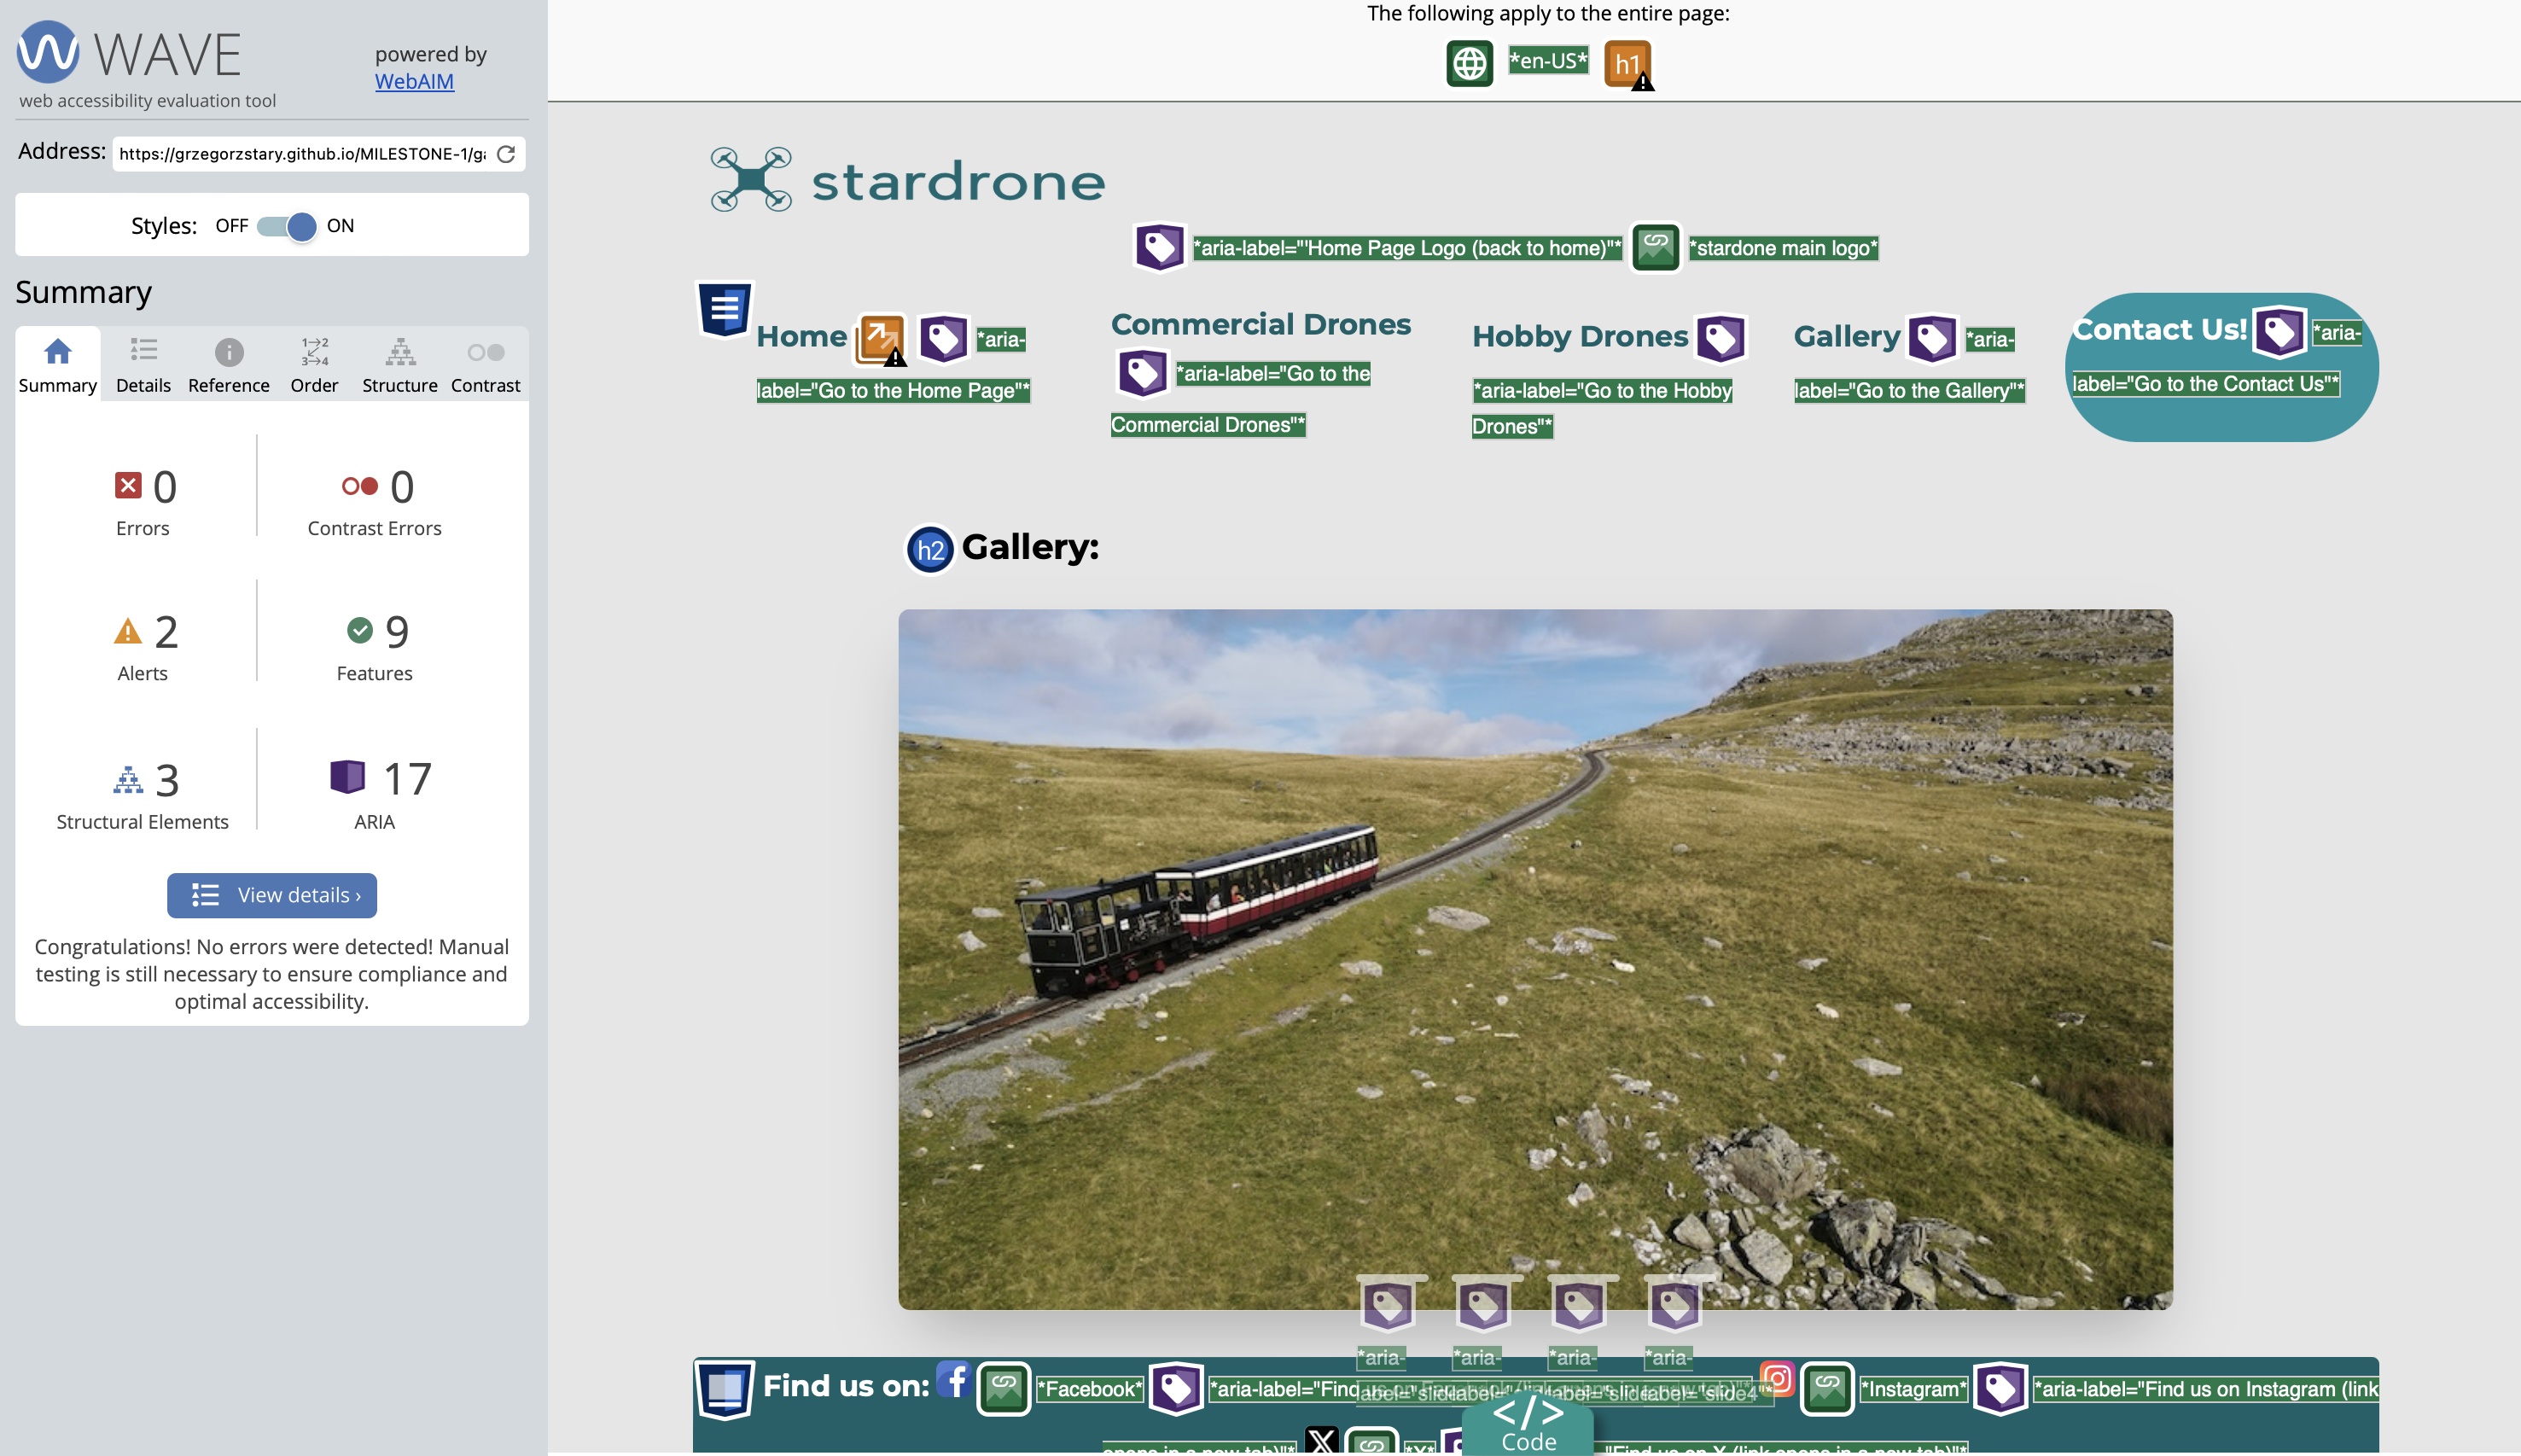 WAVE
powered by
WebAIM
web accessibility evaluation tool
Address: https://grzegorzstary.github.io/MILESTONE-1/ga
Styles: OFF ON
Summary
1→2
3→4
Summary Details Reference Order Structure Contrast
0 0
Errors Contrast Errors
2 9
Alerts Features
3 17
Structural Elements ARIA
View details ›
Congratulations! No errors were detected! Manual
testing is still necessary to ensure compliance and
optimal accessibility.
The following apply to the entire page:
*en-US* h1
stardrone
*aria-label="'Home Page Logo (back to home)"* *stardone main logo*
Home *aria-
label="Go to the Home Page"*
Commercial Drones
*aria-label="Go to the
Commercial Drones"*
Hobby Drones
*aria-label="Go to the Hobby
Drones"*
Gallery *aria-
label="Go to the Gallery"*
Contact Us! *aria-
label="Go to the Contact Us"*
h2 Gallery:
*aria- *aria- *aria- *aria-
Find us on: *Facebook* *aria-label="Find slide4"* *Instagram* *aria-label="Find us on Instagram (link
opens in a new tab)"* *X* "Find us on X (link opens in a new tab)"*
</> Code